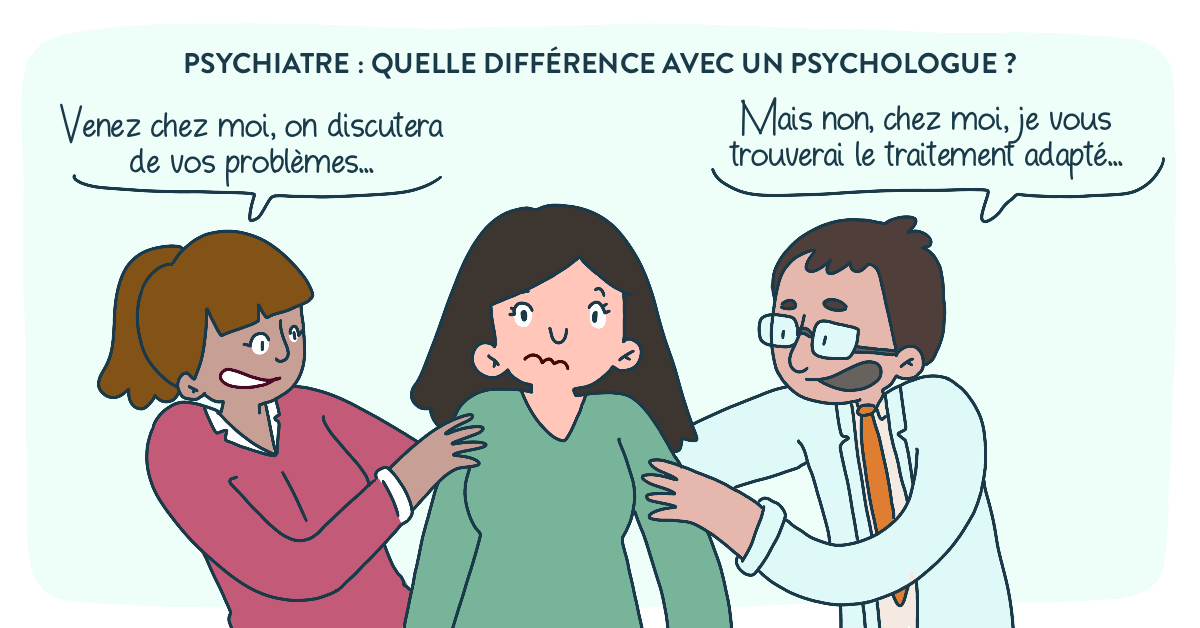 PSYCHIATRE : QUELLE DIFFÉRENCE AVEC UN PSYCHOLOGUE ?
Venez chez moi, on discutera
de vos problèmes...
Mais non, chez moi, je vous
trouverai le traitement adapté...